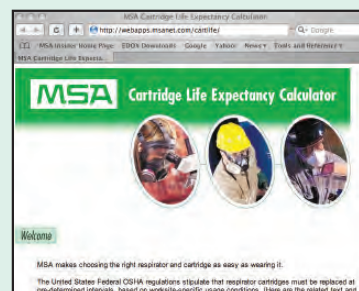 MSA Cartridge Life Expectancy Calculator
http://webapps.msanet.com/cartlife/
Google
MSA Insider Home Page EDOX Downloads Google Yahoo News Tools and Reference
MSA Cartridge Life Expecta...
MSA Cartridge Life Expectancy Calculator
Welcome
MSA makes choosing the right respirator and cartridge as easy as wearing it.
The United States Federal OSHA regulations stipulate that respirator cartridges must be replaced at
pre-determined intervals, based on worksite-specific usage conditions. (Here are the related text and